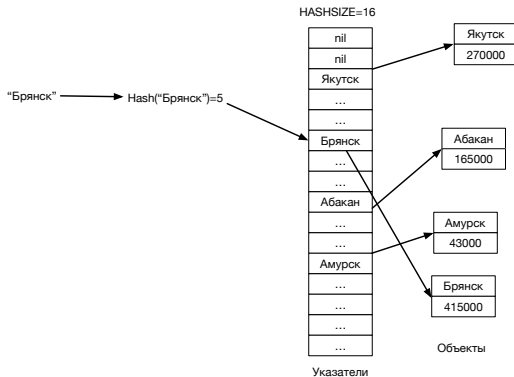 HASHSIZE=16
"Брянск"
Hash("Брянск")=5
nil
nil
Якутск
...
...
Брянск
...
...
Абакан
...
...
Амурск
...
...
...
...
Указатели
Якутск
270000
Абакан
165000
Амурск
43000
Брянск
415000
Объекты